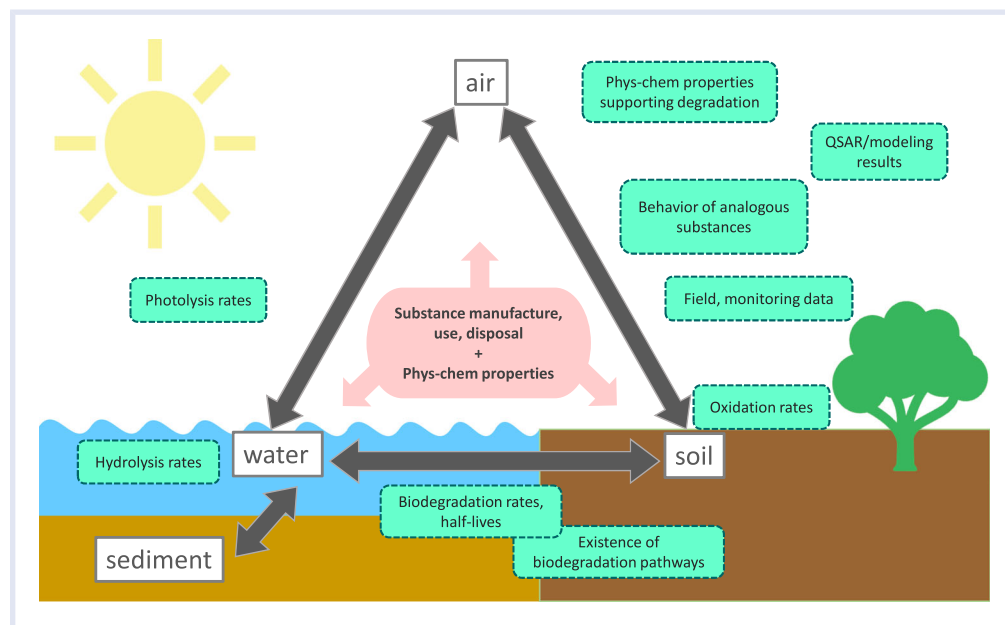 air
Phys-chem properties
supporting degradation
QSAR/modeling
results
Behavior of analogous
substances
Photolysis rates
Field, monitoring data
Substance manufacture,
use, disposal
+
Phys-chem properties
Oxidation rates
Hydrolysis rates
water
soil
Biodegradation rates,
half-lives
Existence of
biodegradation pathways
sediment